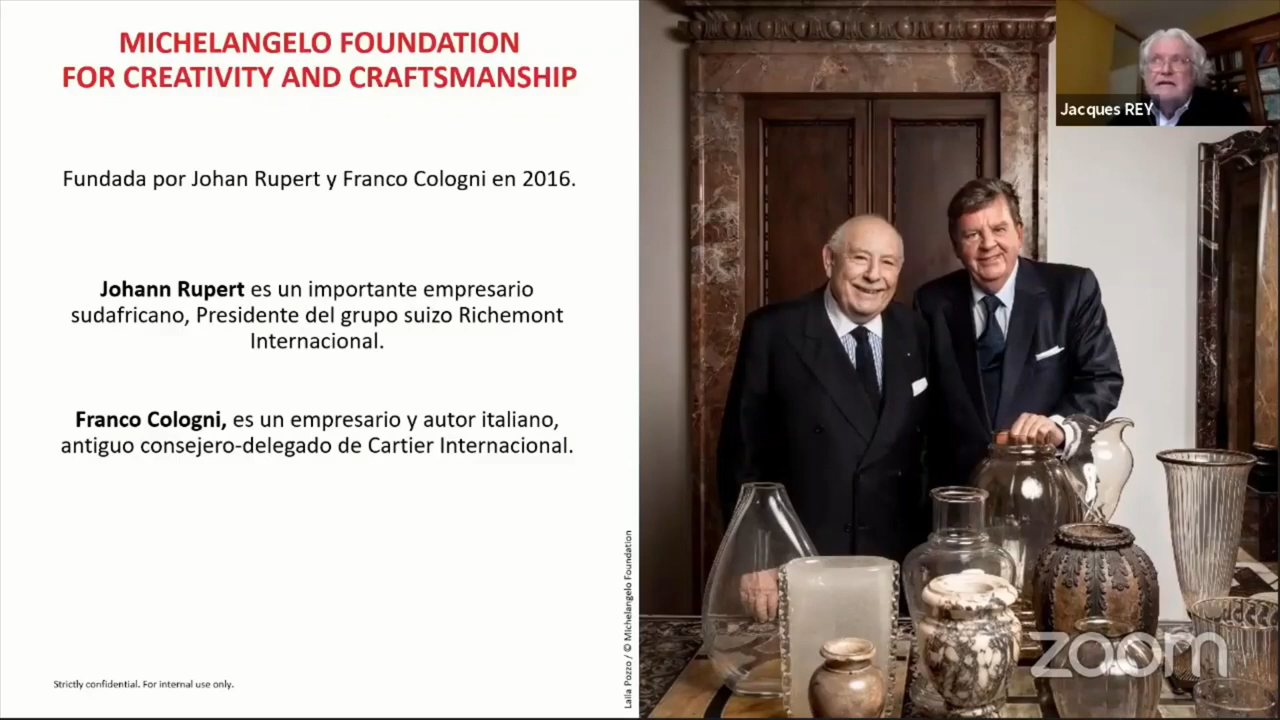 MICHELANGELO FOUNDATION
FOR CREATIVITY AND CRAFTSMANSHIP
Fundada por Johan Rupert y Franco Cologni en 2016.
Johann Rupert es un importante empresario
sudafricano, Presidente del grupo suizo Richemont
Internacional.
Franco Cologni, es un empresario y autor italiano,
antiguo consejero-delegado de Cartier Internacional.
Strictly confidential. For internal use only.
Laila Pozzo / © Michelangelo Foundation
Jacques REY
zoom